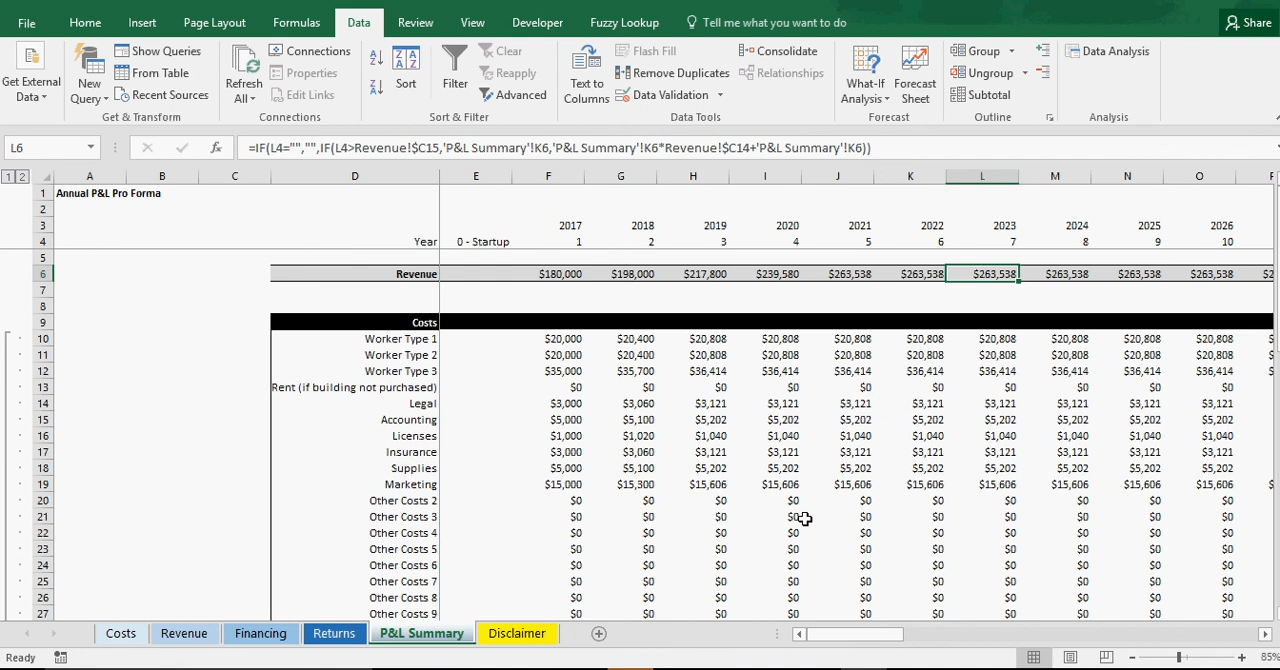 File Home Insert Page Layout Formulas Data Review View Developer Fuzzy Lookup Tell me what you want to do Share
Get External Data New Query Show Queries From Table Recent Sources Refresh All Connections Properties Edit Links Sort Filter Clear Reapply Advanced Text to Columns Flash Fill Remove Duplicates Data Validation Consolidate Relationships What-If Analysis Forecast Sheet Group Ungroup Subtotal Data Analysis
Get & Transform Connections Sort & Filter Data Tools Forecast Outline Analysis
L6 fx =IF(L4="","",IF(L4>Revenue!$C15,'P&L Summary'!K6,'P&L Summary'!K6*Revenue!$C14+'P&L Summary'!K6))
1 2 A B C D E F G H I J K L M N O
1 Annual P&L Pro Forma
2
3 2017 2018 2019 2020 2021 2022 2023 2024 2025 2026
4 Year 0 - Startup 1 2 3 4 5 6 7 8 9 10
5
6 Revenue $180,000 $198,000 $217,800 $239,580 $263,538 $263,538 $263,538 $263,538 $263,538 $263,538
7
8
9 Costs
10 Worker Type 1 $20,000 $20,400 $20,808 $20,808 $20,808 $20,808 $20,808 $20,808 $20,808 $20,808
11 Worker Type 2 $20,000 $20,400 $20,808 $20,808 $20,808 $20,808 $20,808 $20,808 $20,808 $20,808
12 Worker Type 3 $35,000 $35,700 $36,414 $36,414 $36,414 $36,414 $36,414 $36,414 $36,414 $36,414
13 Rent (if building not purchased) $0 $0 $0 $0 $0 $0 $0 $0 $0 $0
14 Legal $3,000 $3,060 $3,121 $3,121 $3,121 $3,121 $3,121 $3,121 $3,121 $3,121
15 Accounting $5,000 $5,100 $5,202 $5,202 $5,202 $5,202 $5,202 $5,202 $5,202 $5,202
16 Licenses $1,000 $1,020 $1,040 $1,040 $1,040 $1,040 $1,040 $1,040 $1,040 $1,040
17 Insurance $3,000 $3,060 $3,121 $3,121 $3,121 $3,121 $3,121 $3,121 $3,121 $3,121
18 Supplies $5,000 $5,100 $5,202 $5,202 $5,202 $5,202 $5,202 $5,202 $5,202 $5,202
19 Marketing $15,000 $15,300 $15,606 $15,606 $15,606 $15,606 $15,606 $15,606 $15,606 $15,606
20 Other Costs 2 $0 $0 $0 $0 $0 $0 $0 $0 $0 $0
21 Other Costs 3 $0 $0 $0 $0 $0 $0 $0 $0 $0 $0
22 Other Costs 4 $0 $0 $0 $0 $0 $0 $0 $0 $0 $0
23 Other Costs 5 $0 $0 $0 $0 $0 $0 $0 $0 $0 $0
24 Other Costs 6 $0 $0 $0 $0 $0 $0 $0 $0 $0 $0
25 Other Costs 7 $0 $0 $0 $0 $0 $0 $0 $0 $0 $0
26 Other Costs 8 $0 $0 $0 $0 $0 $0 $0 $0 $0 $0
27 Other Costs 9 $0 $0 $0 $0 $0 $0 $0 $0 $0 $0
Costs Revenue Financing Returns P&L Summary Disclaimer
Ready 85%